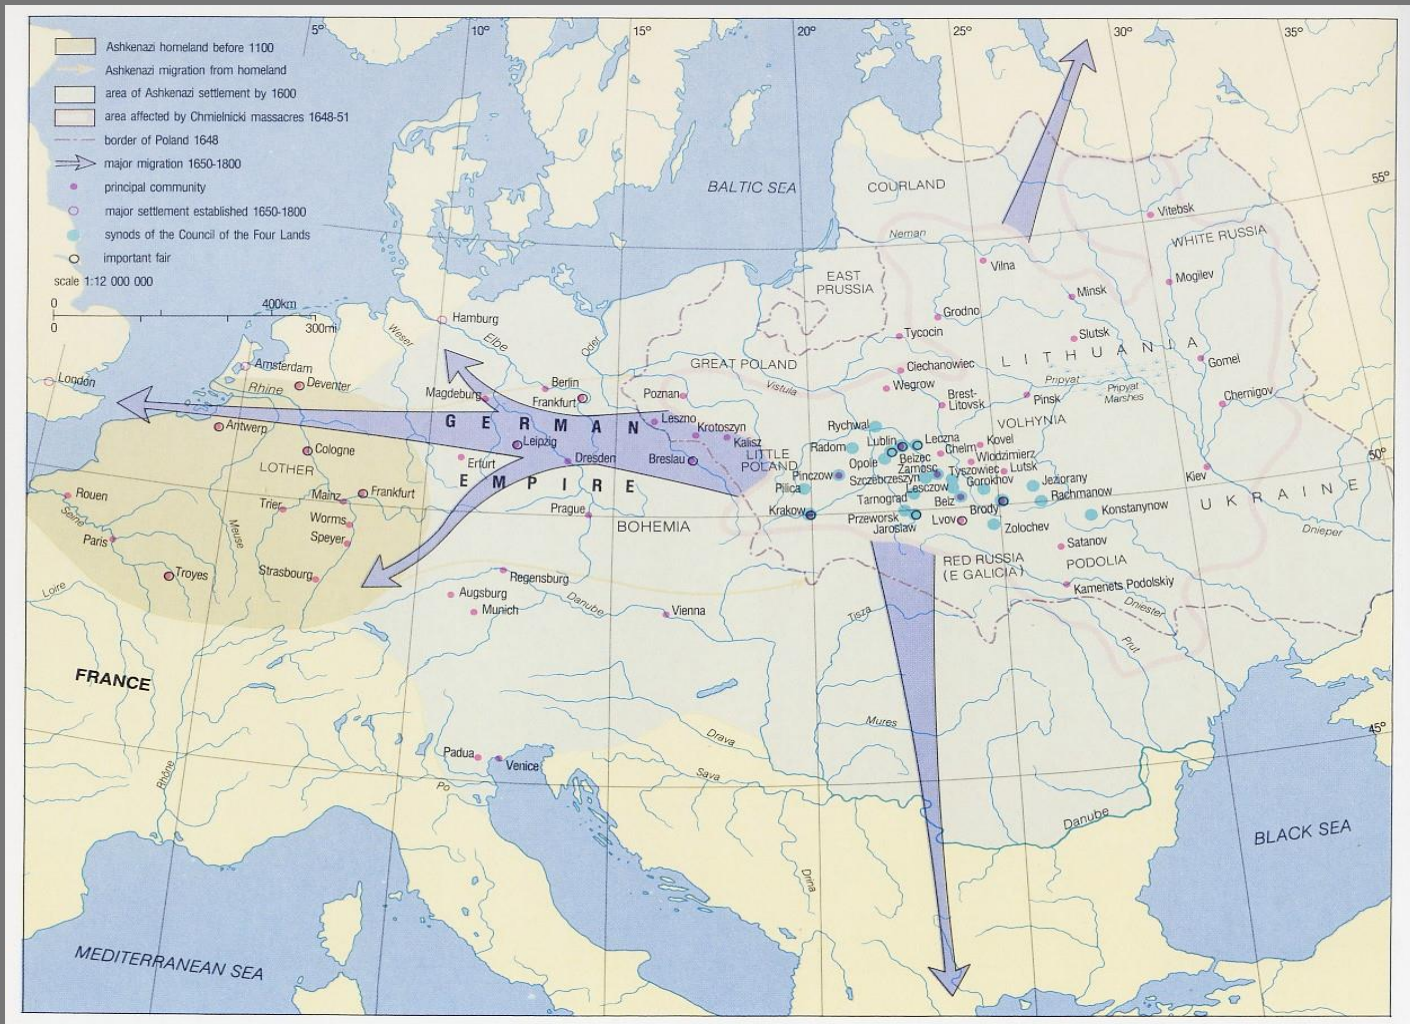 5°
10°
15°
20°
25°
30°
35°
Ashkenazi homeland before 1100
Ashkenazi migration from homeland
area of Ashkenazi settlement by 1600
area affected by Chmielnicki massacres 1648-51
border of Poland 1648
major migration 1650-1800
principal community
major settlement established 1650-1800
synods of the Council of the Four Lands
important fair
scale 1:12 000 000
0
400km
0
300mi
BALTIC SEA
COURLAND
55°
Vitebsk
Neman
WHITE RUSSIA
Vilna
EAST
PRUSSIA
Mogilev
Minsk
Hamburg
Grodno
Weser
Elbe
Oder
Tycocin
Slutsk
LITHUANIA
Amsterdam
GREAT POLAND
Ciechanowiec
Gomel
London
Rhine
Deventer
Berlin
Vistula
Wegrow
Pripyat
Pripyat
Marshes
Magdeburg
Frankfurt
Poznan
Brest-
Litovsk
Pinsk
Chernigov
Antwerp
GERMAN
Leszno
Krotoszyn
Rychwal
VOLHYNIA
Cologne
Leipzig
Kalisz
Radom
Lublin
Leczna
Kovel
LOTHER
Erfurt
Dresden
Breslau
LITTLE
POLAND
Opole
Belzec
Chelm
Wlodzimierz
50°
Pinczow
Szczebrzeszyn
Zamosc
Tyszowiec
Lutsk
Kiev
Rouen
Mainz
Frankfurt
EMPIRE
Pilica
Lesczow
Gorokhov
Jeziorany
UKRAINE
Trier
Tarnograd
Belz
Rachmanow
Seine
Worms
Prague
BOHEMIA
Krakow
Przeworsk
Jaroslaw
Lvov
Brody
Zolochev
Konstanynow
Dnieper
Paris
Meuse
Speyer
Satanov
Troyes
Strasbourg
Regensburg
RED RUSSIA
(E GALICIA)
PODOLIA
Loire
Augsburg
Munich
Danube
Vienna
Tisza
Kamenets Podolskiy
Dniester
Prut
FRANCE
Mures
45°
Padua
Venice
Drava
Rhône
Po
Sava
Danube
BLACK SEA
Drina
MEDITERRANEAN SEA